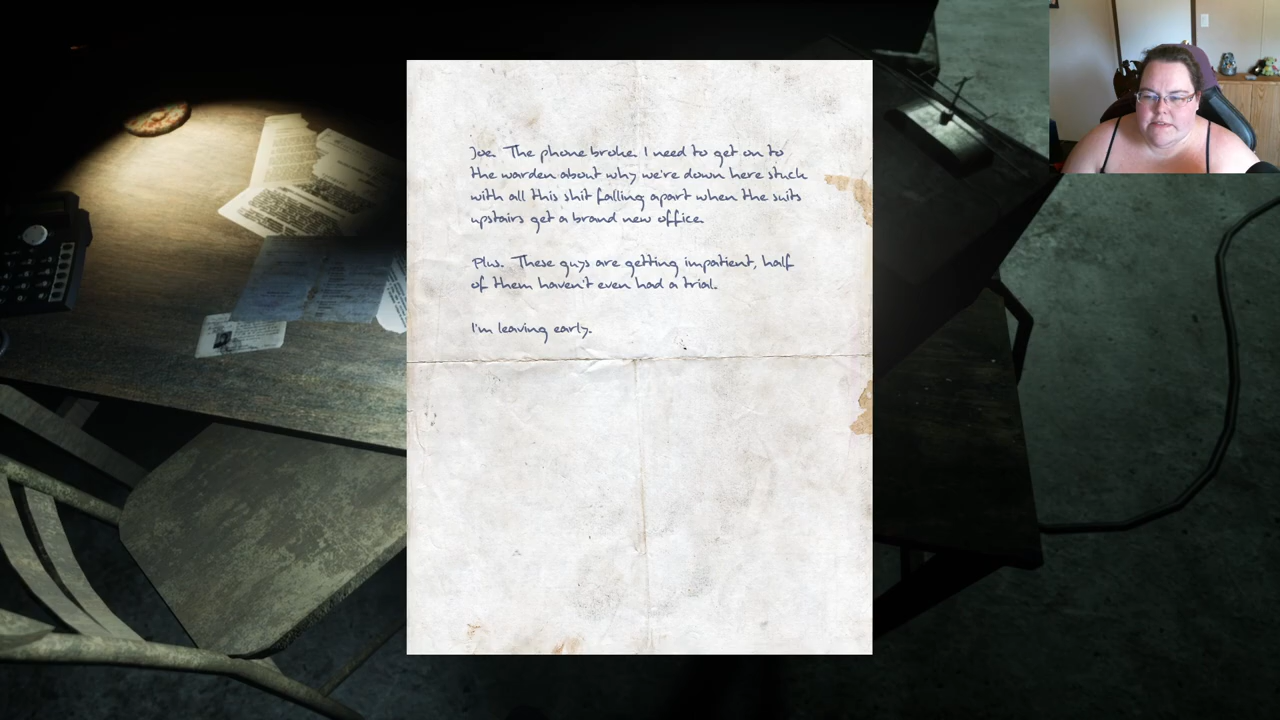 Joe. The phone broke. I need to get on to
the warden about why we're down here stuck
with all this shit falling apart when the suits
upstairs get a brand new office.
Plus. These guys are getting impatient, half
of them haven't even had a trial.
I'm leaving early.